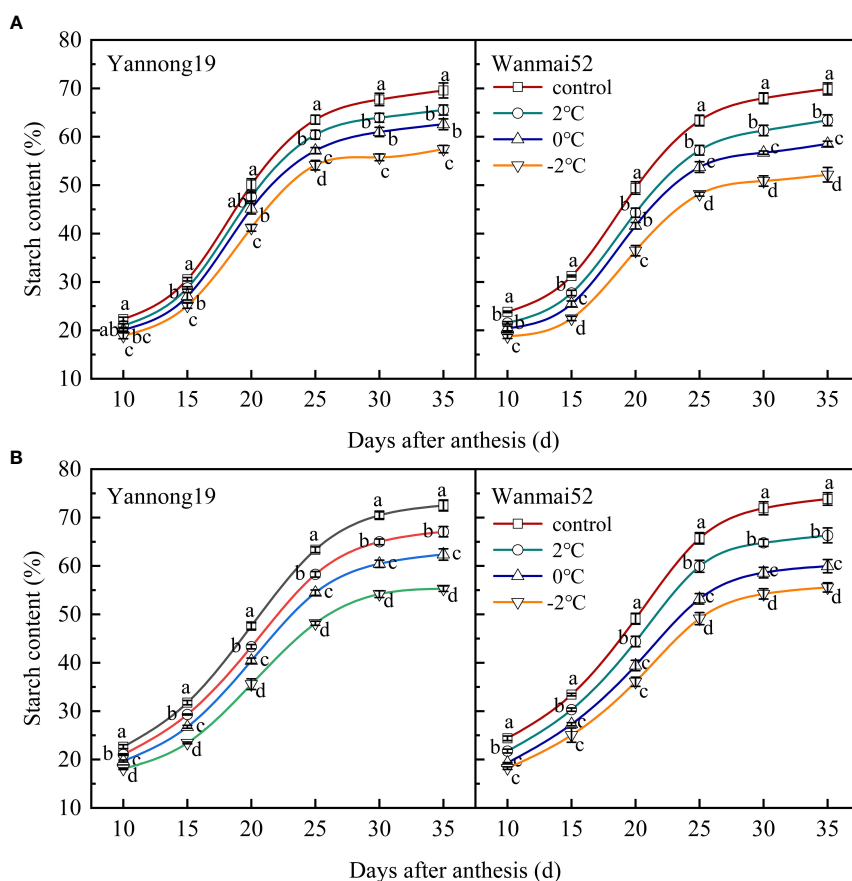 A
Yannong19
Wanmai52
control
2°C
0°C
-2°C
Starch content (%)
80
70
60
50
40
30
20
10
a
a
a
a
a
a
ab
b
ab
b
b
b
bc
b
b
c
b
b
c
c
c
d
c
c
a
a
a
a
a
a
b
b
b
b
b
b
b
c
b
c
c
c
c
d
c
d
d
d
10 15 20 25 30 35 10 15 20 25 30 35
Days after anthesis (d)
B
Yannong19
Wanmai52
control
2°C
0°C
-2°C
Starch content (%)
80
70
60
50
40
30
20
10
a
a
a
a
a
a
b
b
b
b
b
b
c
c
c
c
c
c
d
d
d
d
d
d
a
a
a
a
a
a
b
b
b
b
b
b
c
c
c
c
c
c
c
c
c
d
d
d
10 15 20 25 30 35 10 15 20 25 30 35
Days after anthesis (d)